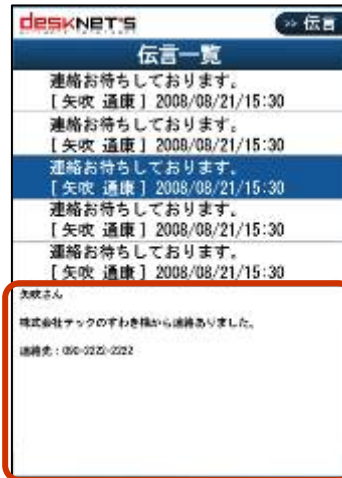 desknet's
>> 伝言
伝言一覧
連絡お待ちしております。
[ 矢吹 通康 ] 2008/08/21/15:30
連絡お待ちしております。
[ 矢吹 通康 ] 2008/08/21/15:30
連絡お待ちしております。
[ 矢吹 通康 ] 2008/08/21/15:30
連絡お待ちしております。
[ 矢吹 通康 ] 2008/08/21/15:30
連絡お待ちしております。
[ 矢吹 通康 ] 2008/08/21/15:30
矢吹さん
株式会社テックのすわき様から連絡ありました。
連絡先：090-2222-2222